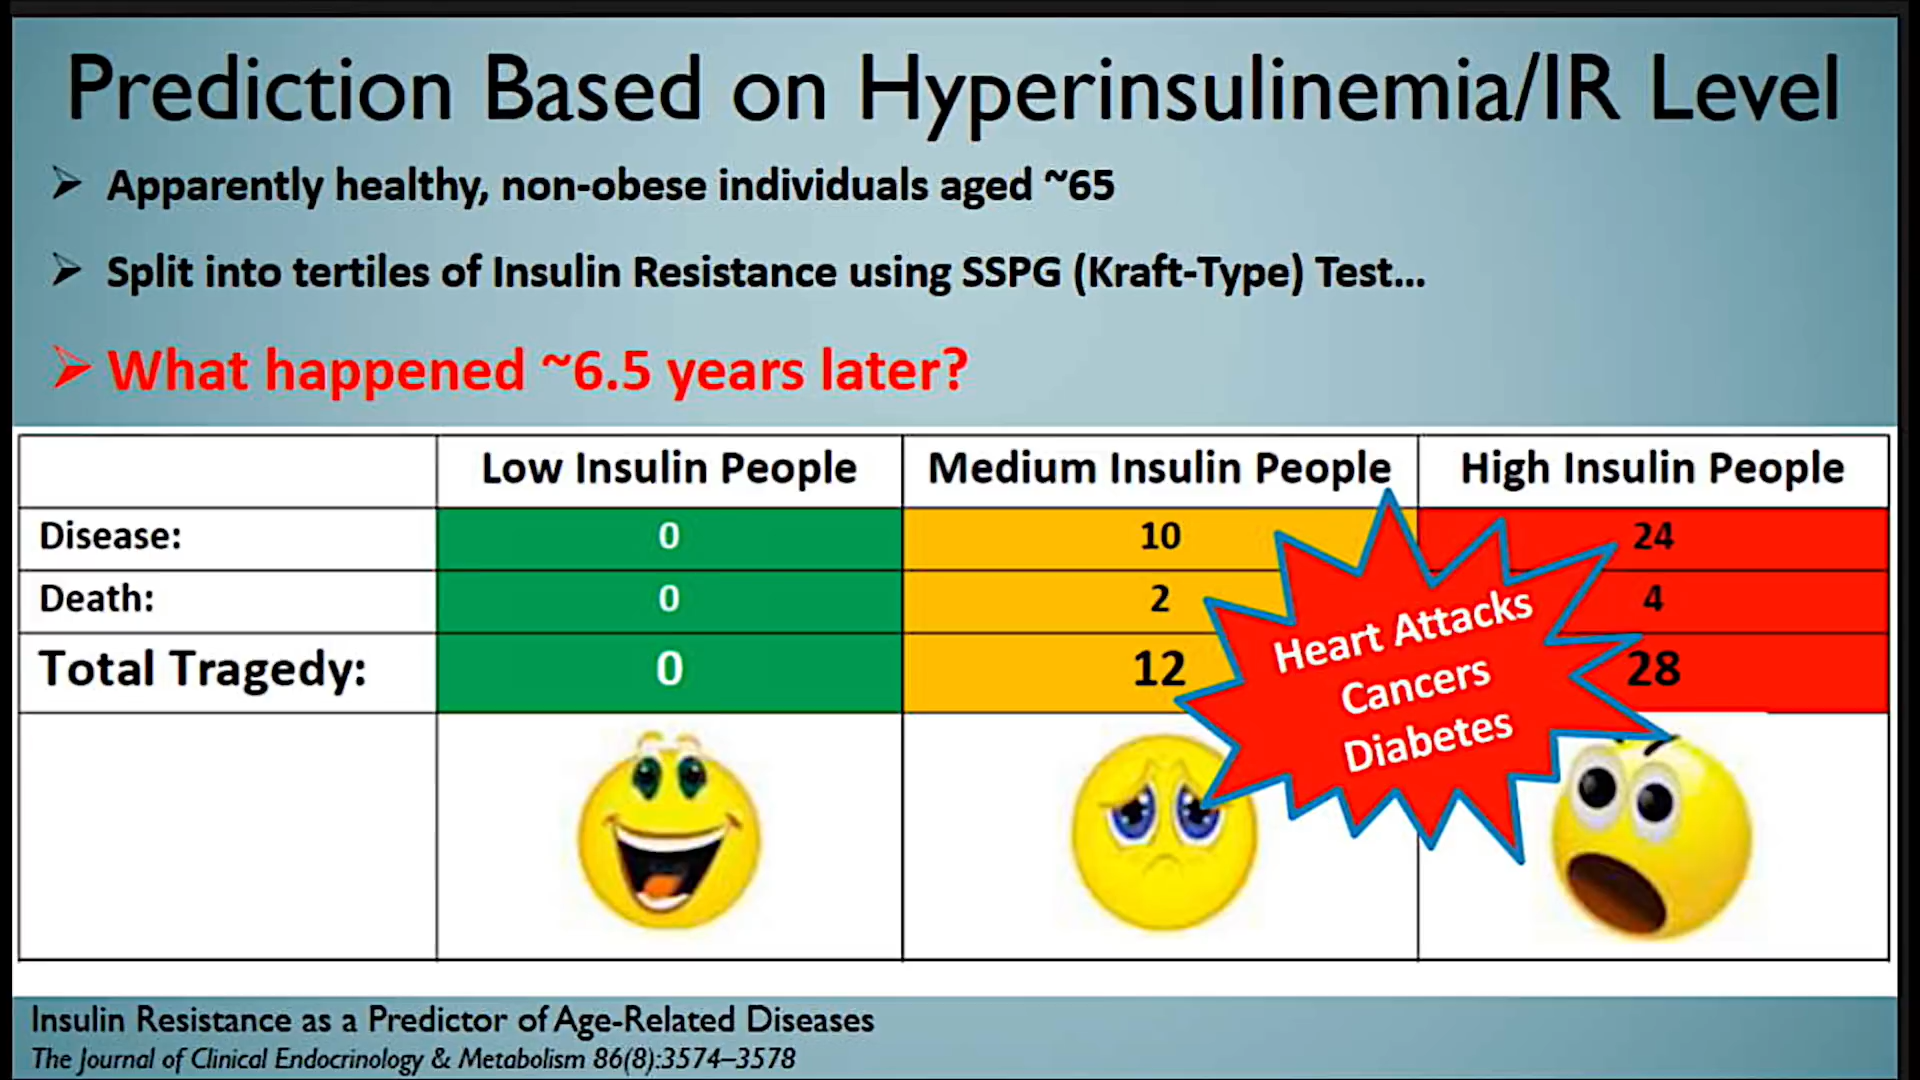 Prediction Based on Hyperinsulinemia/IR Level
Apparently healthy, non-obese individuals aged ~65
Split into tertiles of Insulin Resistance using SSPG (Kraft-Type) Test...
What happened ~6.5 years later?
Low Insulin People Medium Insulin People High Insulin People
Disease: 0 10 24
Death: 0 2 4
Total Tragedy: 0 12 28
Heart Attacks
Cancers
Diabetes
Insulin Resistance as a Predictor of Age-Related Diseases
The Journal of Clinical Endocrinology & Metabolism 86(8):3574–3578